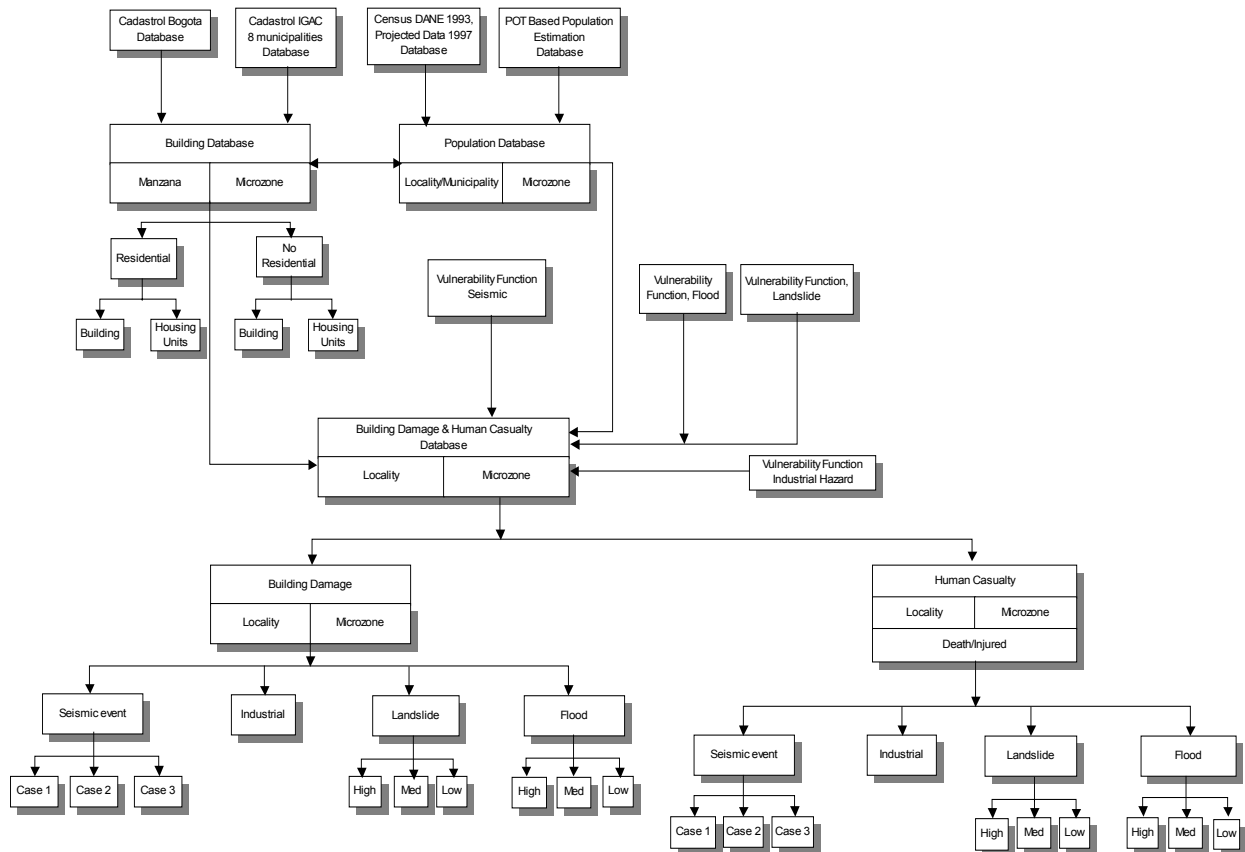 Cadastrol Bogota
Database
Cadastrol IGAC
8 municipalities
Database
Census DANE 1993,
Projected Data 1997
Database
POT Based Population
Estimation
Database
Building Database
Manzana
Microzone
Population Database
Locality/Municipality
Microzone
Residential
No
Residential
Building
Housing
Units
Building
Housing
Units
Vulnerability Function
Seismic
Vulnerability
Function, Flood
Vulnerability Function,
Landslide
Building Damage & Human Casualty
Database
Locality
Microzone
Vulnerability Function
Industrial Hazard
Building Damage
Locality
Microzone
Human Casualty
Locality
Microzone
Death/Injured
Seismic event
Industrial
Landslide
Flood
Case 1
Case 2
Case 3
High
Med
Low
High
Med
Low
Seismic event
Industrial
Landslide
Flood
Case 1
Case 2
Case 3
High
Med
Low
High
Med
Low